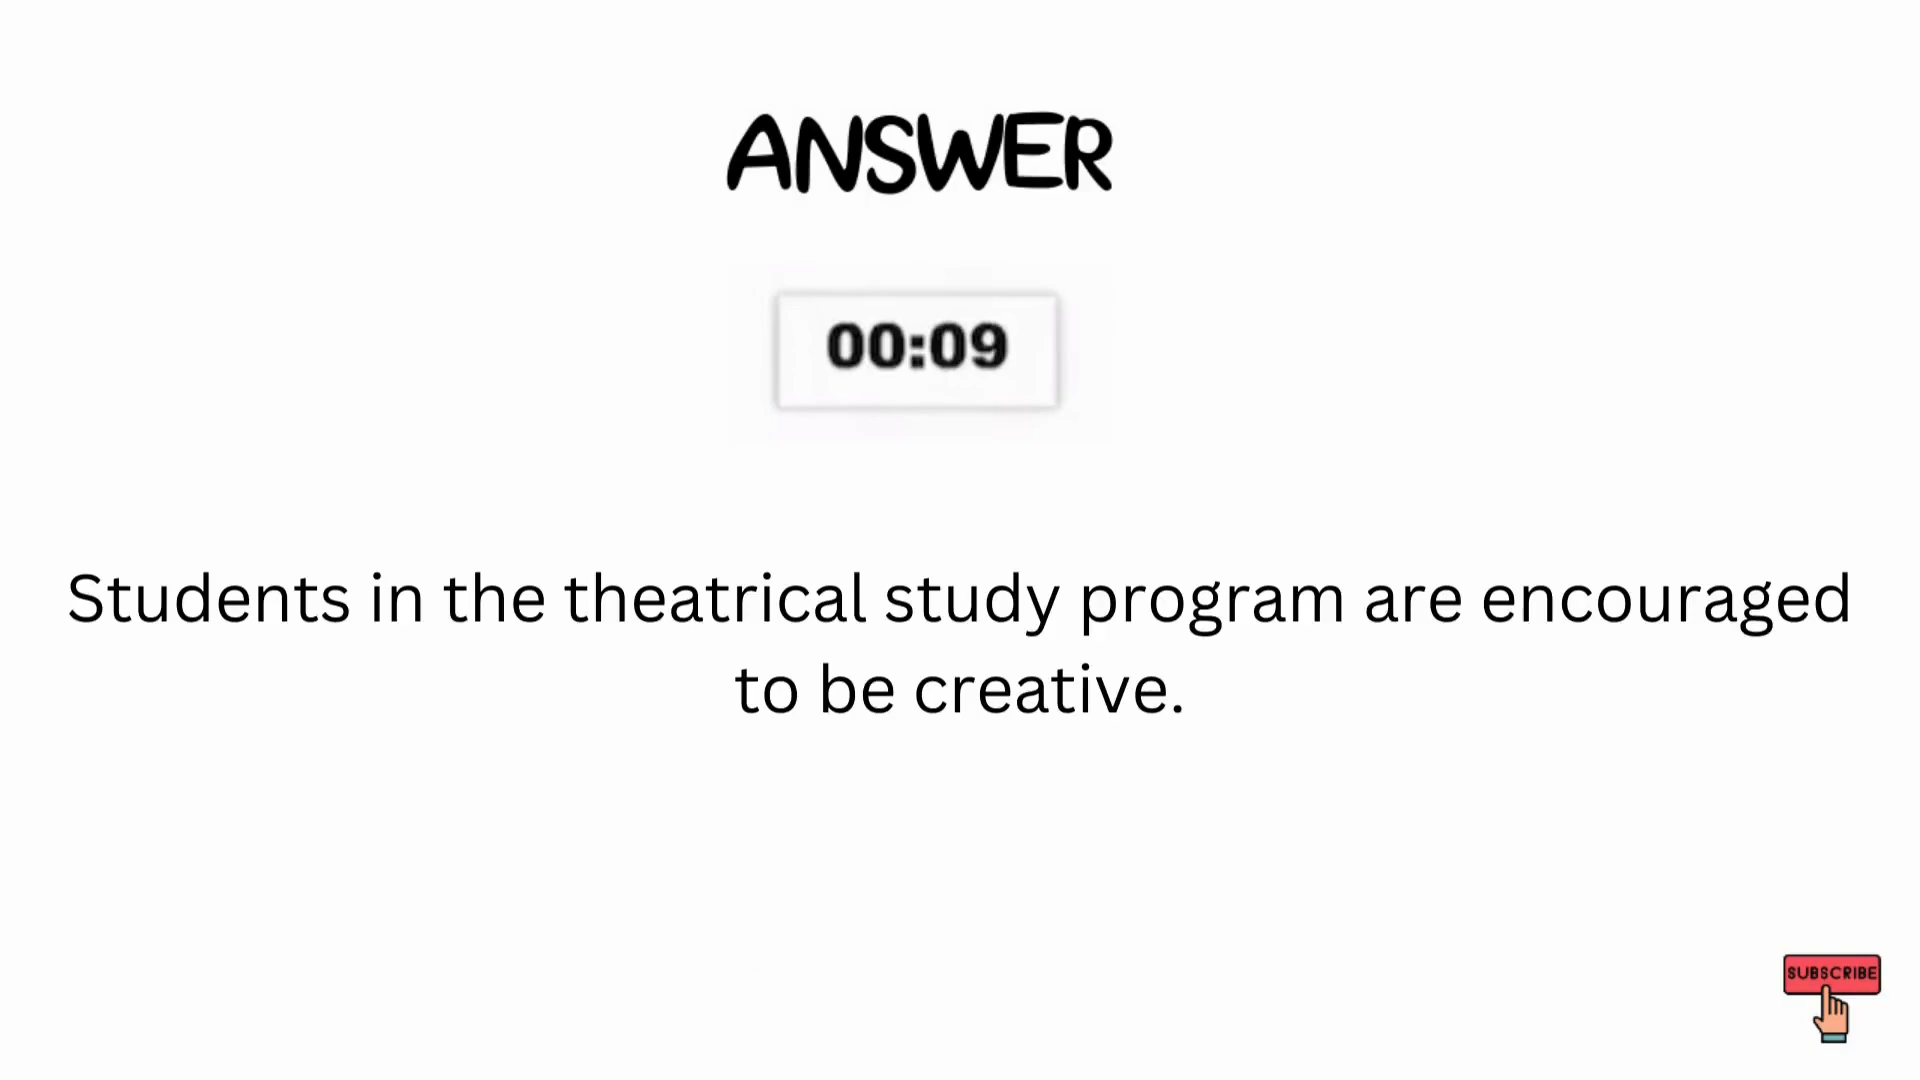 ANSWER
00:09
Students in the theatrical study program are encouraged
to be creative.
SUBSCRIBE